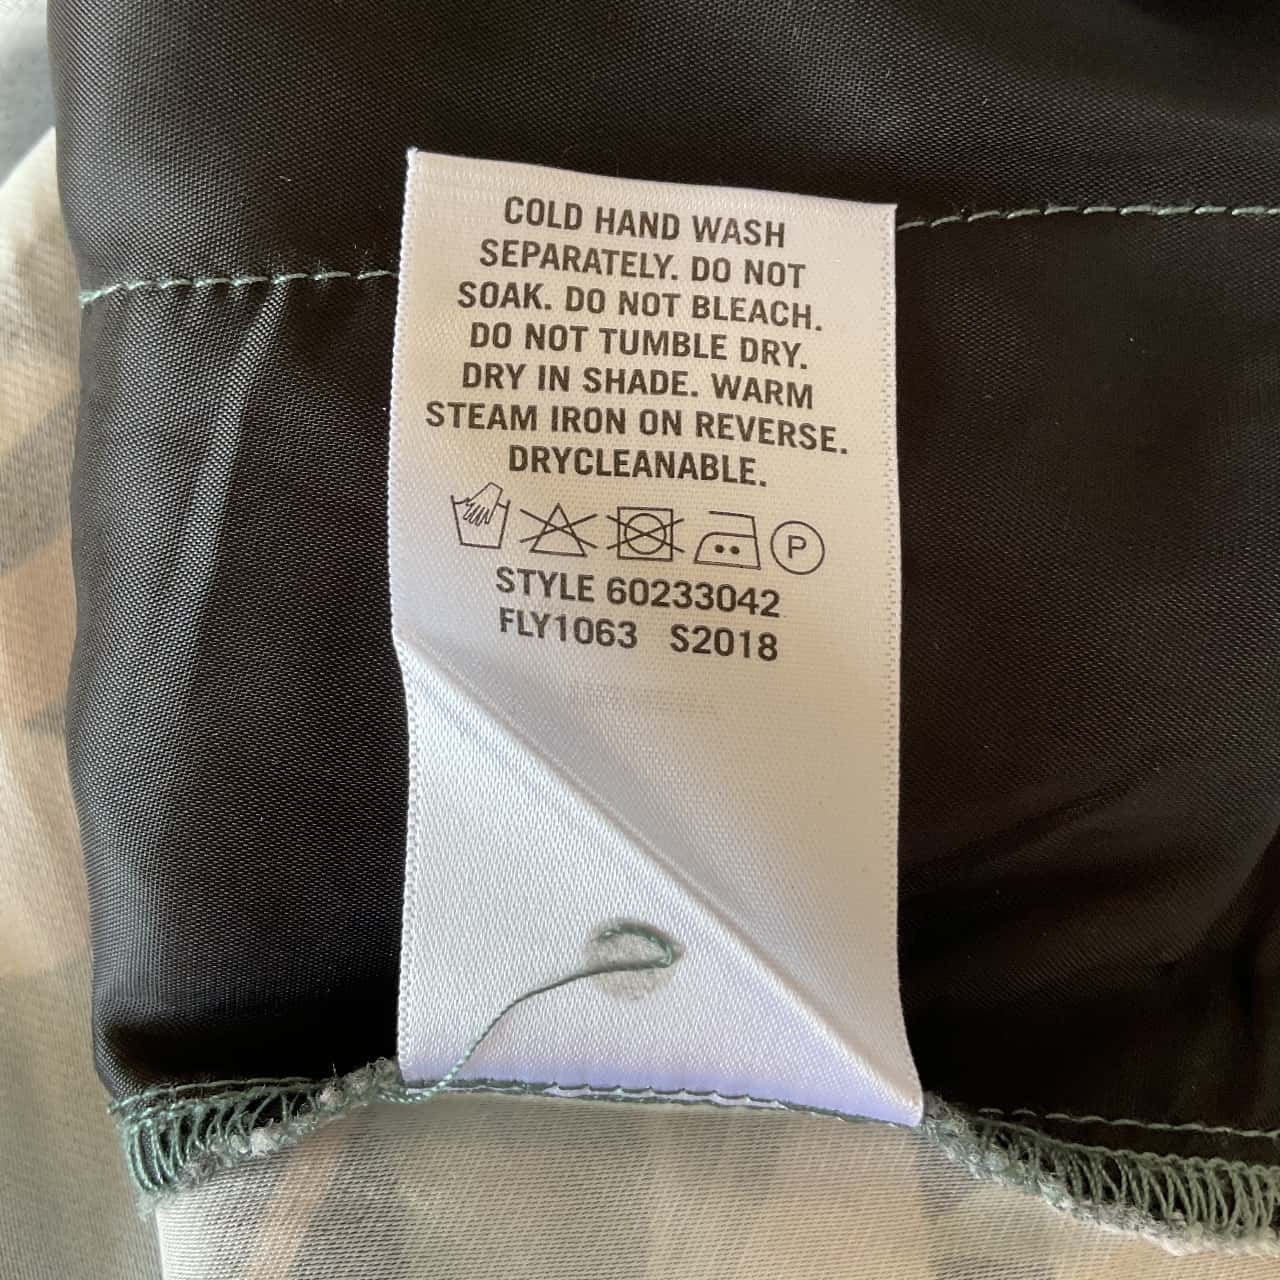 COLD HAND WASH
SEPARATELY. DO NOT
SOAK. DO NOT BLEACH.
DO NOT TUMBLE DRY.
DRY IN SHADE. WARM
STEAM IRON ON REVERSE.
DRYCLEANABLE.
P
STYLE 60233042
FLY1063 S2018